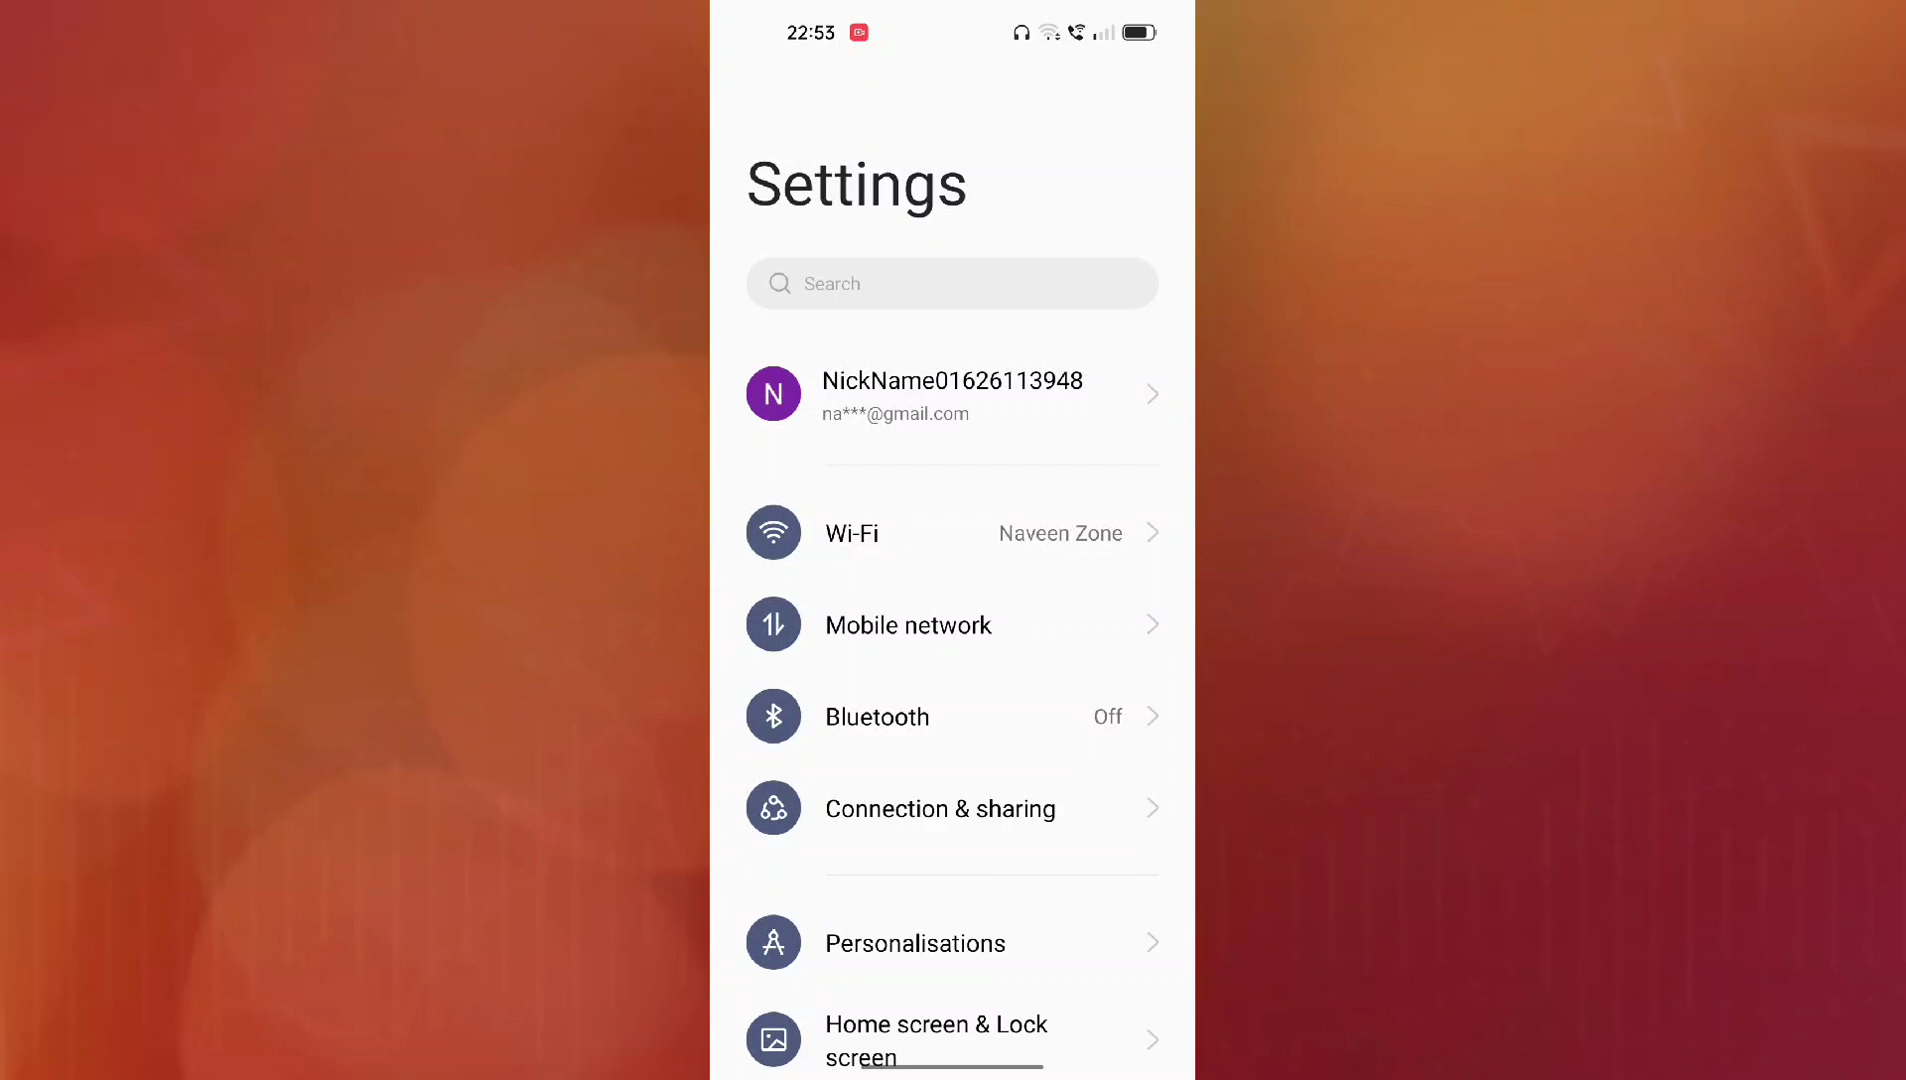 22:53
Settings
Search
N
NickName01626113948
na***@gmail.com
Wi-Fi
Naveen Zone
Mobile network
Bluetooth
Off
Connection & sharing
Personalisations
Home screen & Lock
screen